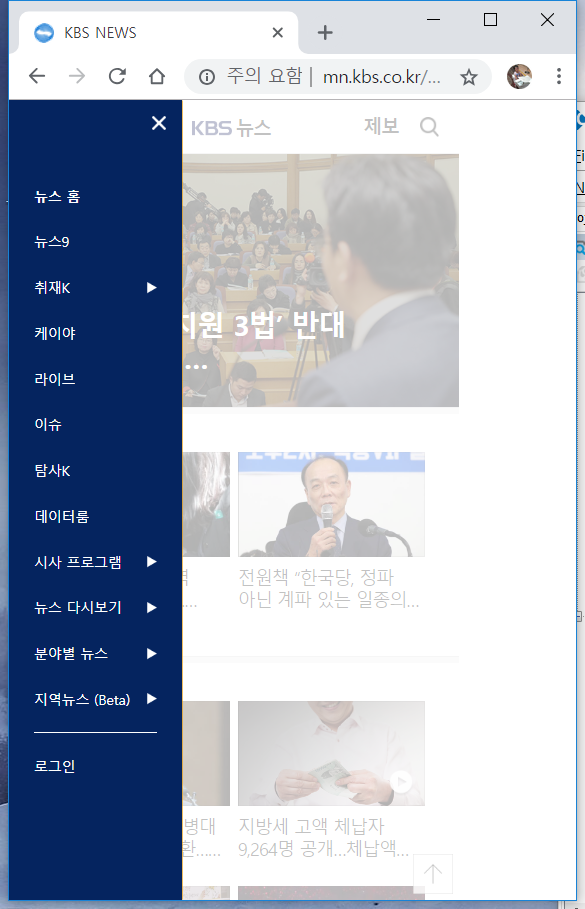 KBS NEWS
주의 요함 | mn.kbs.co.kr/...
KBS 뉴스
제보
뉴스 홈
뉴스9
취재K
케이야
라이브
이슈
탐사K
데이터룸
시사 프로그램
뉴스 다시보기
분야별 뉴스
지역뉴스 (Beta)
로그인
지원 3법’ 반대
...
전원책 “한국당, 정파
아닌 계파 있는 일종의...
병대
환......
지방세 고액 체납자
9,264명 공개...체납액...